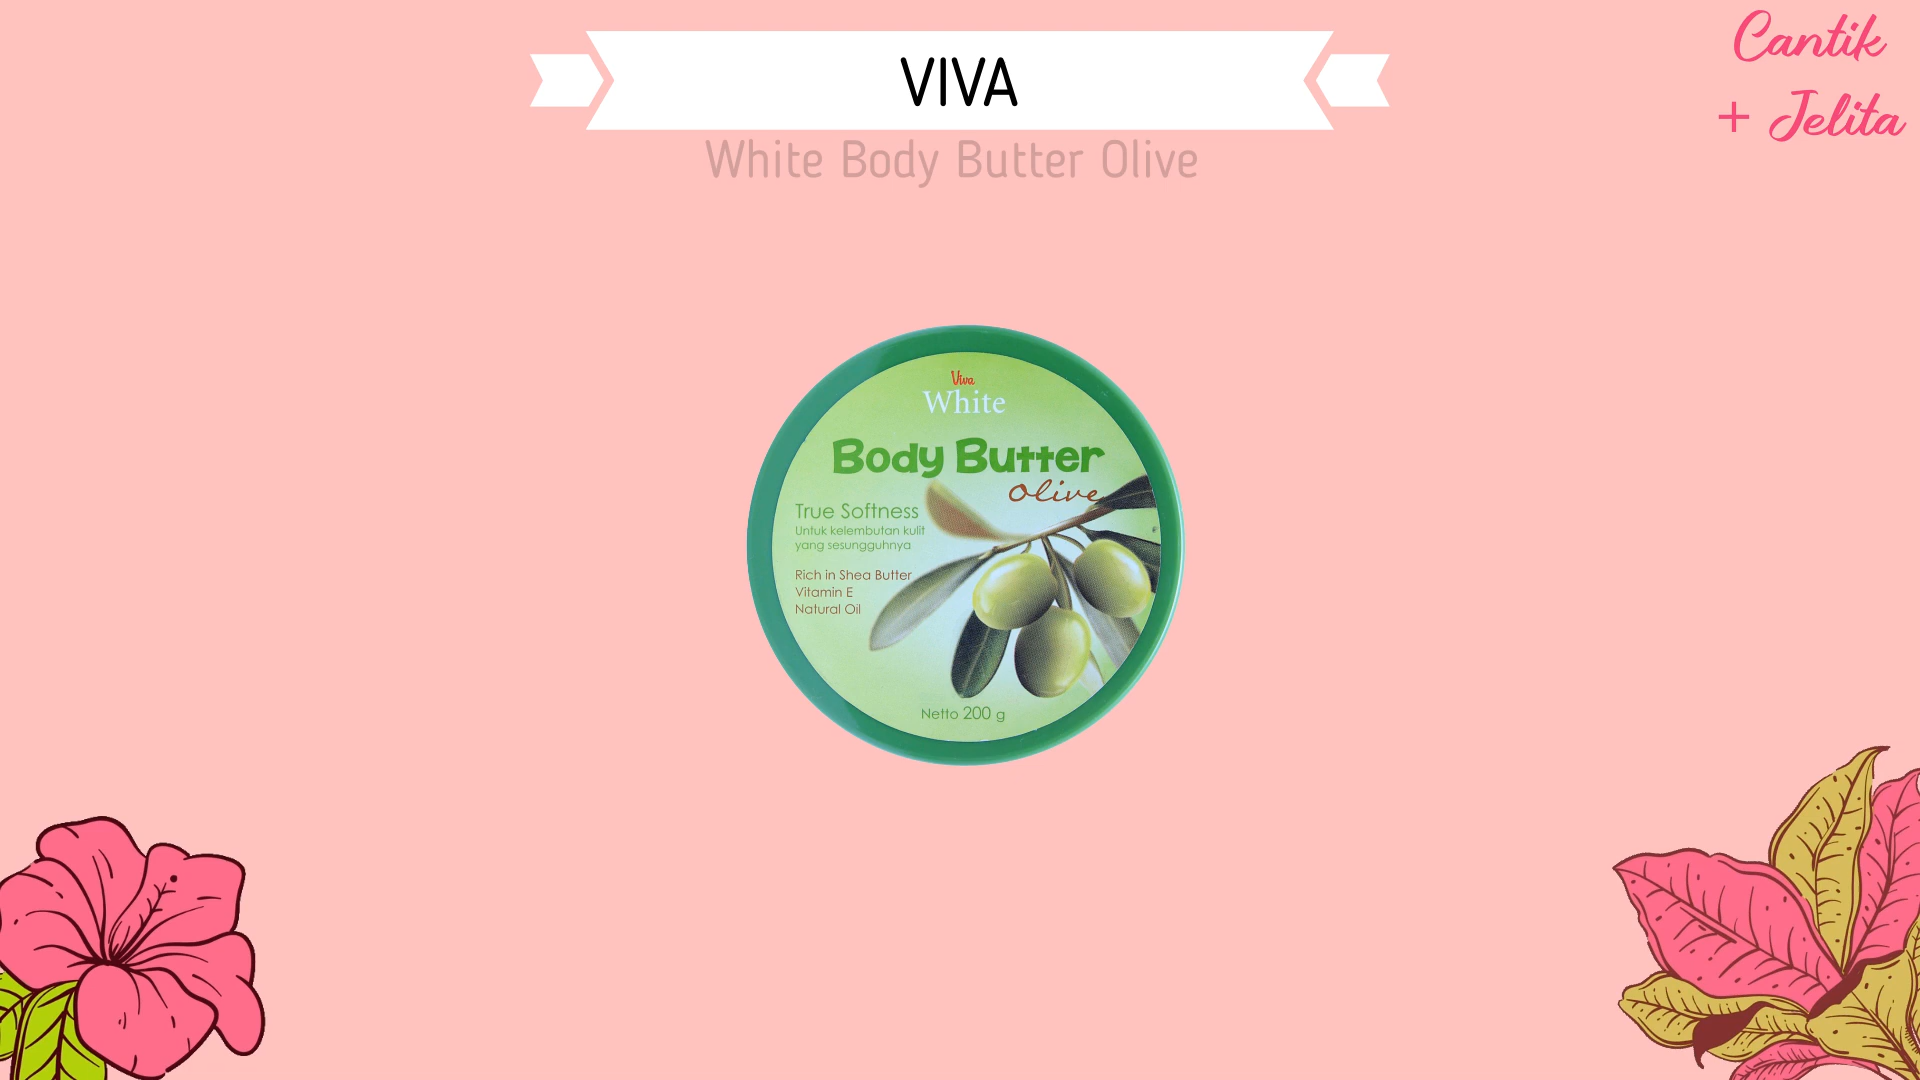 VIVA
White Body Butter Olive
Cantik
+ Jelita
Viva
White
Body Butter
Olive
True Softness
Untuk kelembutan kulit
yang sesungguhnya
Rich in Shea Butter
Vitamin E
Natural Oil
Netto 200 g